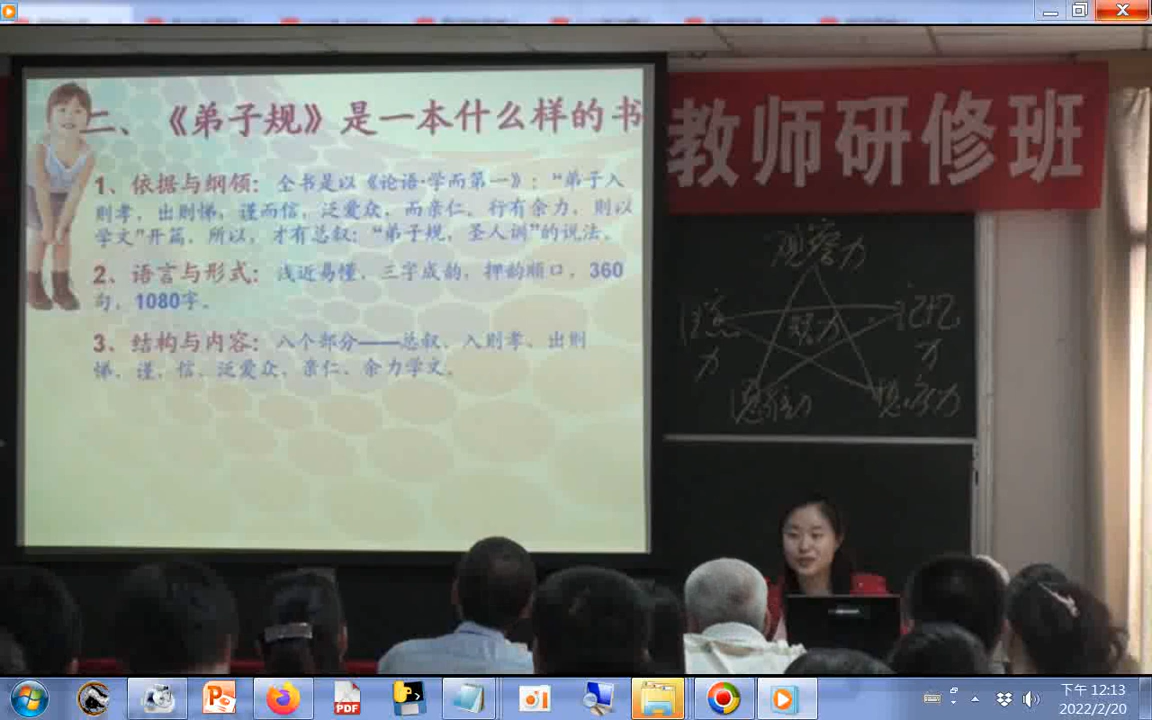 二、《弟子规》是一本什么样的书
1、依据与纲领：全书是以《论语·学而第一》：“弟子入
则孝，出则悌，谨而信，泛爱众，而亲仁。行有余力，则以
学文”开篇。所以，才有总叙：“弟子规，圣人训”的说法。
2、语言与形式：浅近易懂，三字成韵，押韵顺口，360
句，1080字。
3、结构与内容：八个部分——总叙、入则孝、出则
悌、谨、信、泛爱众、亲仁、余力学文。
教师研修班
观察力
记忆
力
力
PDF
下午 12:13
2022/2/20